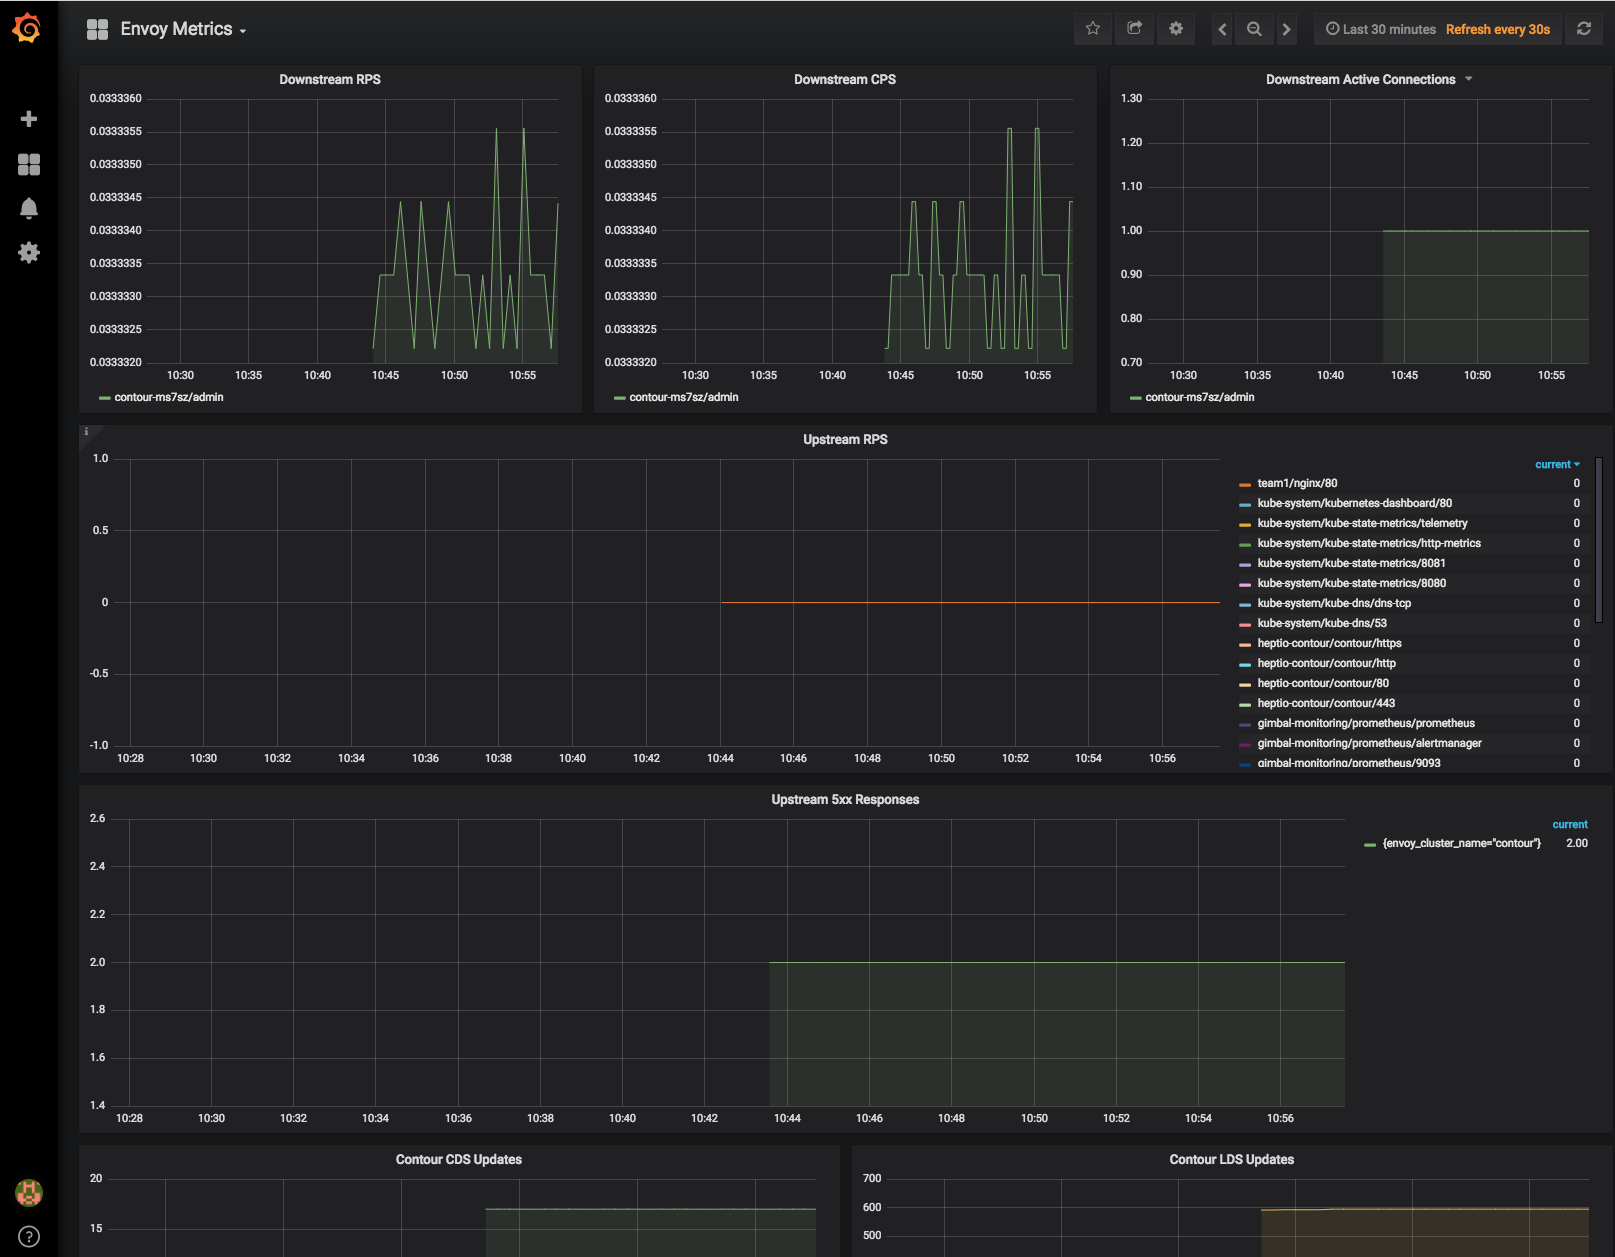 Envoy Metrics
Last 30 minutes Refresh every 30s
Downstream RPS
0.0333360
0.0333355
0.0333350
0.0333345
0.0333340
0.0333335
0.0333330
0.0333325
0.0333320
10:30 10:35 10:40 10:45 10:50 10:55
contour-ms7sz/admin
Downstream CPS
0.0333360
0.0333355
0.0333350
0.0333345
0.0333340
0.0333335
0.0333330
0.0333325
0.0333320
10:30 10:35 10:40 10:45 10:50 10:55
contour-ms7sz/admin
Downstream Active Connections
1.30
1.20
1.10
1.00
0.90
0.80
0.70
10:30 10:35 10:40 10:45 10:50 10:55
contour-ms7sz/admin
i
Upstream RPS
1.0
0.5
0
-0.5
-1.0
10:28 10:30 10:32 10:34 10:36 10:38 10:40 10:42 10:44 10:46 10:48 10:50 10:52 10:54 10:56
current
team1/nginx/80 0
kube-system/kubernetes-dashboard/80 0
kube-system/kube-state-metrics/telemetry 0
kube-system/kube-state-metrics/http-metrics 0
kube-system/kube-state-metrics/8081 0
kube-system/kube-state-metrics/8080 0
kube-system/kube-dns/dns-tcp 0
kube-system/kube-dns/53 0
heptio-contour/contour/https 0
heptio-contour/contour/http 0
heptio-contour/contour/80 0
heptio-contour/contour/443 0
gimbal-monitoring/prometheus/prometheus 0
gimbal-monitoring/prometheus/alertmanager 0
gimbal-monitoring/prometheus/9093 0
Upstream 5xx Responses
2.6
2.4
2.2
2.0
1.8
1.6
1.4
10:28 10:30 10:32 10:34 10:36 10:38 10:40 10:42 10:44 10:46 10:48 10:50 10:52 10:54 10:56
current
{envoy_cluster_name="contour"} 2.00
Contour CDS Updates
20
15
Contour LDS Updates
700
600
500
?